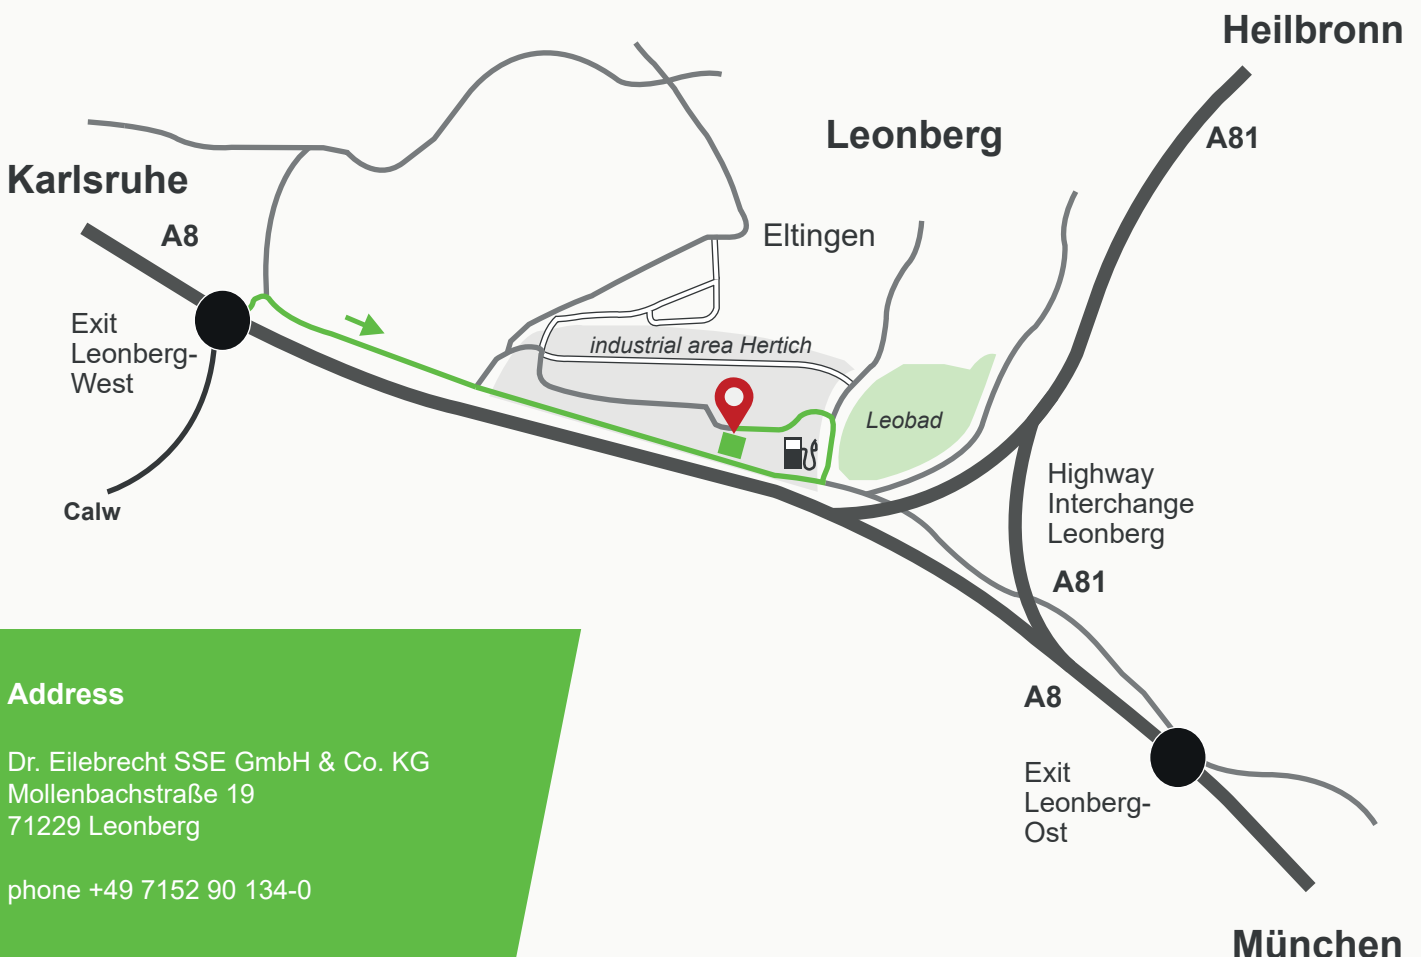 Heilbronn
Leonberg
A81
Karlsruhe
A8
Eltingen
Exit
Leonberg-
West
industrial area Hertich
Leobad
Highway
Interchange
Leonberg
Calw
A81
A8
Exit
Leonberg-
Ost
München
Address
Dr. Eilebrecht SSE GmbH & Co. KG
Mollenbachstraße 19
71229 Leonberg
phone +49 7152 90 134-0